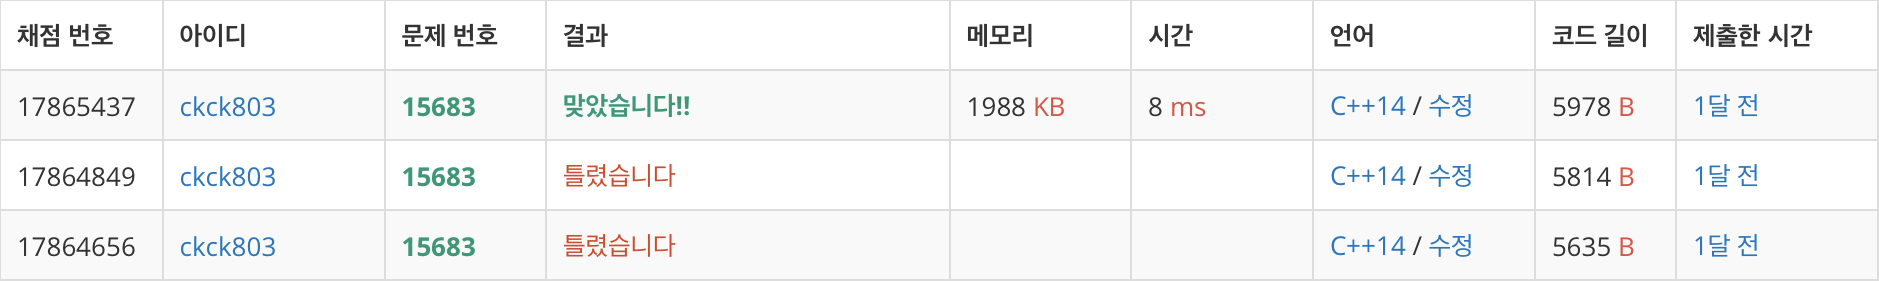 채점 번호 아이디 문제 번호 결과 메모리 시간 언어 코드 길이 제출한 시간
17865437 ckck803 15683 맞았습니다!! 1988 KB 8 ms C++14 / 수정 5978 B 1달 전
17864849 ckck803 15683 틀렸습니다 C++14 / 수정 5814 B 1달 전
17864656 ckck803 15683 틀렸습니다 C++14 / 수정 5635 B 1달 전